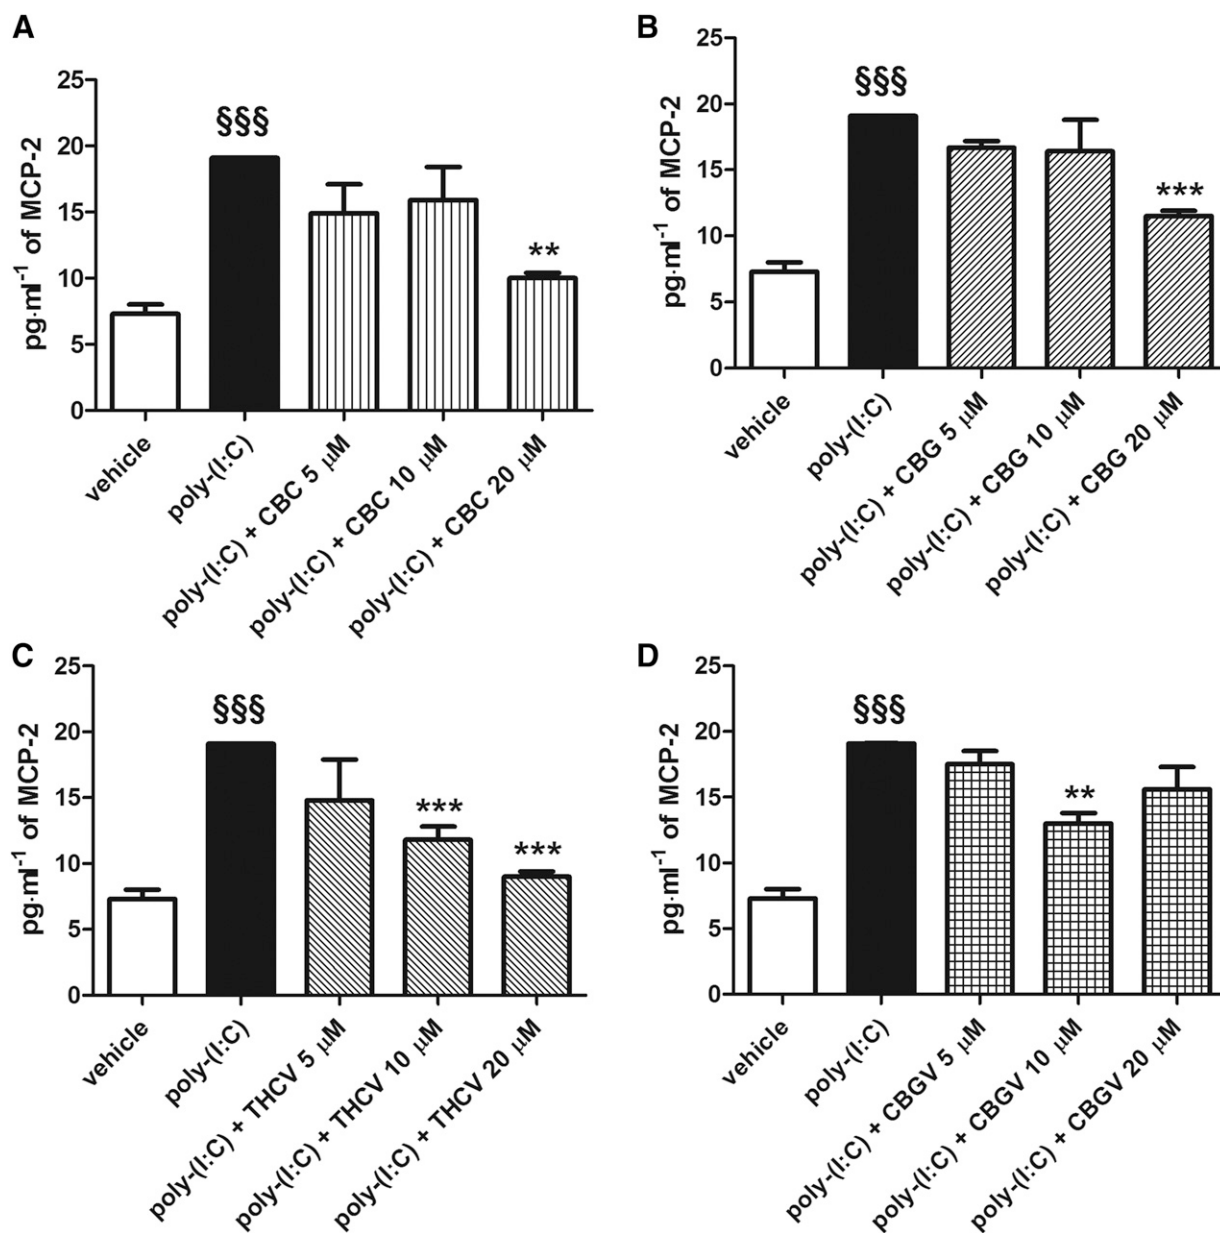 A
pg·ml⁻¹ of MCP-2
25
20
15
10
5
0
§§§
**
vehicle
poly-(I:C)
poly-(I:C) + CBC 5 µM
poly-(I:C) + CBC 10 µM
poly-(I:C) + CBC 20 µM
B
pg·ml⁻¹ of MCP-2
25
20
15
10
5
0
§§§
***
vehicle
poly-(I:C)
poly-(I:C) + CBG 5 µM
poly-(I:C) + CBG 10 µM
poly-(I:C) + CBG 20 µM
C
pg·ml⁻¹ of MCP-2
25
20
15
10
5
0
§§§
***
***
vehicle
poly-(I:C)
poly-(I:C) + THCV 5 µM
poly-(I:C) + THCV 10 µM
poly-(I:C) + THCV 20 µM
D
pg·ml⁻¹ of MCP-2
25
20
15
10
5
0
§§§
**
vehicle
poly-(I:C)
poly-(I:C) + CBGV 5 µM
poly-(I:C) + CBGV 10 µM
poly-(I:C) + CBGV 20 µM